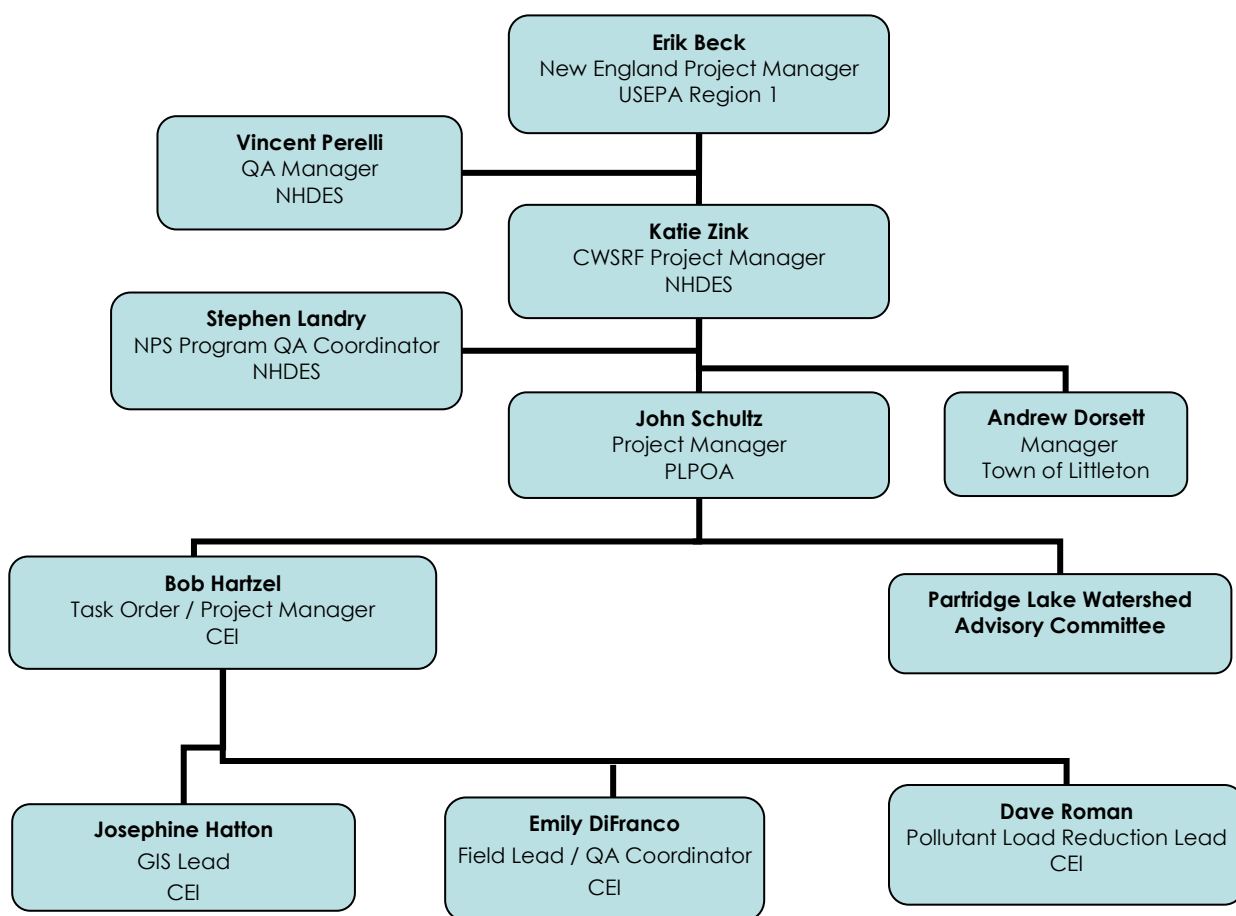 Erik Beck
New England Project Manager
USEPA Region 1
Vincent Perelli
QA Manager
NHDES
Katie Zink
CWSRF Project Manager
NHDES
Stephen Landry
NPS Program QA Coordinator
NHDES
John Schultz
Project Manager
PLPOA
Andrew Dorsett
Manager
Town of Littleton
Bob Hartzel
Task Order / Project Manager
CEI
Partridge Lake Watershed
Advisory Committee
Josephine Hatton
GIS Lead
CEI
Emily DiFranco
Field Lead / QA Coordinator
CEI
Dave Roman
Pollutant Load Reduction Lead
CEI